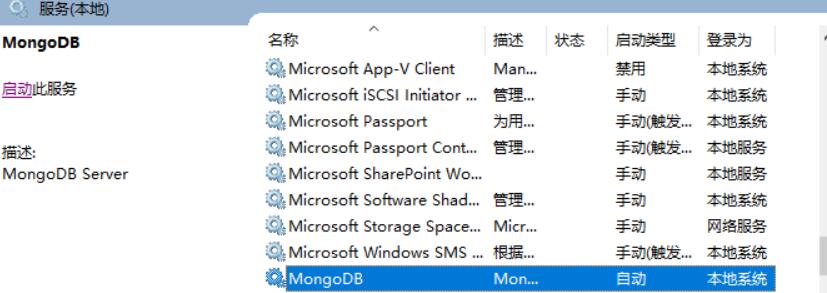 服务(本地)
MongoDB
启动此服务
描述:
MongoDB Server
名称 描述 状态 启动类型 登录为
Microsoft App-V Client Man... 禁用 本地系统
Microsoft iSCSI Initiator ... 管理... 手动 本地系统
Microsoft Passport 为用... 手动(触发... 本地系统
Microsoft Passport Cont... 管理... 手动(触发... 本地服务
Microsoft SharePoint Wo... 手动 本地服务
Microsoft Software Shad... 管理... 手动 本地系统
Microsoft Storage Space... Micr... 手动 网络服务
Microsoft Windows SMS ... 根据... 手动(触发... 本地系统
MongoDB Mon... 自动 本地系统